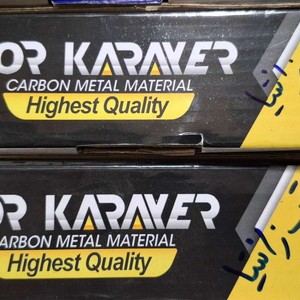 OR KARAYER
CARBON METAL MATERIAL
Highest Quality
OR KARAYER
CARBON METAL MATERIAL
Highest Quality